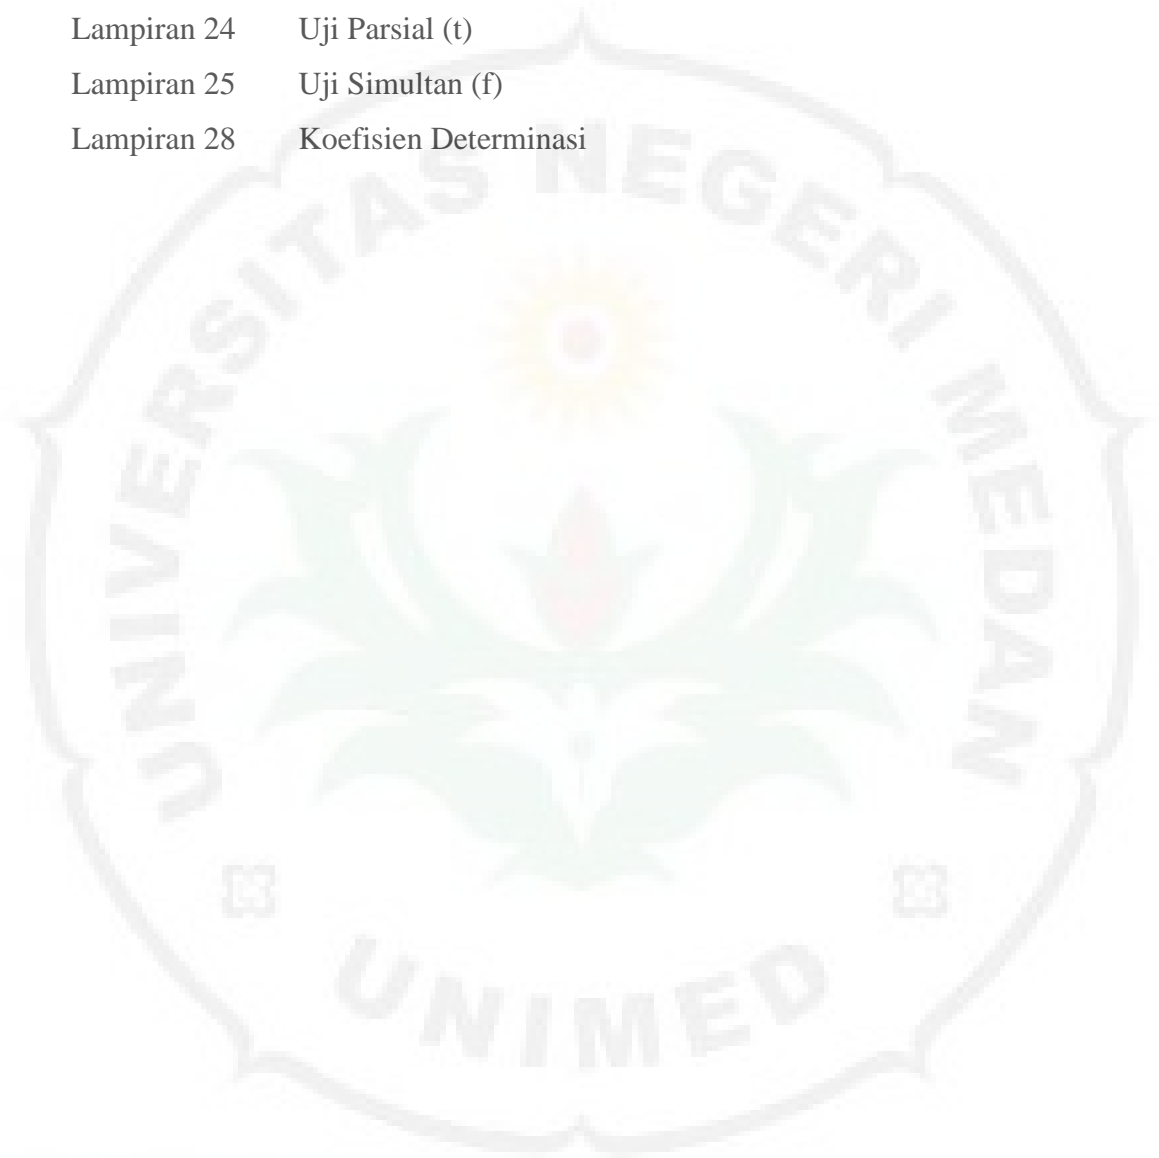 Lampiran 24 Uji Parsial (t)
Lampiran 25 Uji Simultan (f)
Lampiran 28 Koefisien Determinasi
UNIVERSITAS NEGERI MEDAN
UNIMED